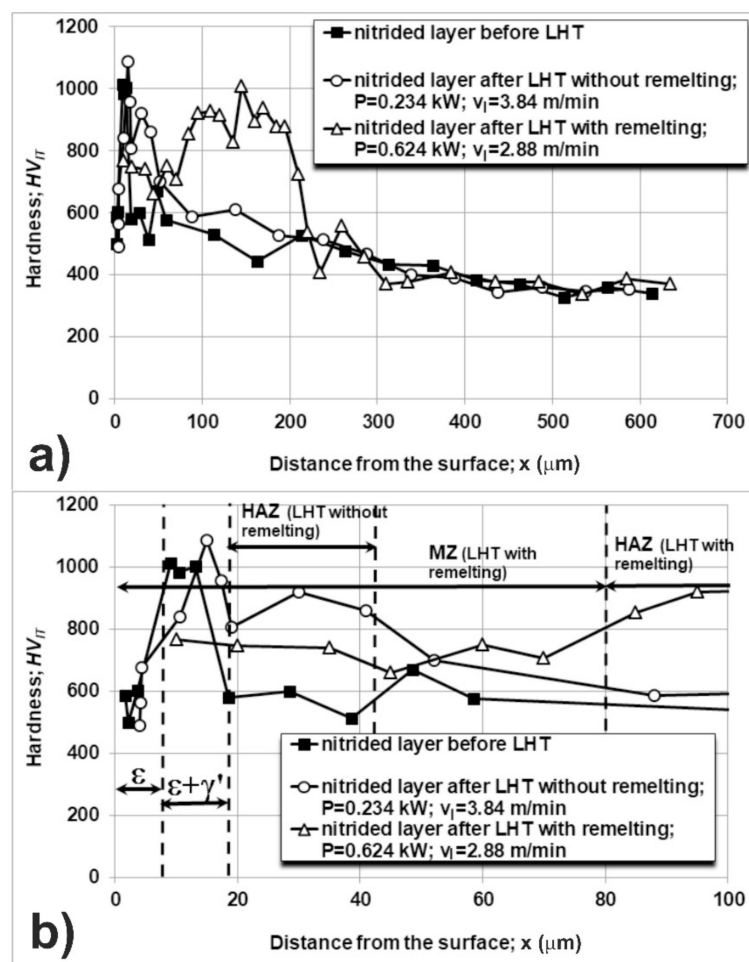 1200
1000
800
600
400
200
0
Hardness; HV_IT
nitrided layer before LHT
nitrided layer after LHT without remelting;
P=0.234 kW; v_l=3.84 m/min
nitrided layer after LHT with remelting;
P=0.624 kW; v_l=2.88 m/min
0 100 200 300 400 500 600 700
a)
Distance from the surface; x (μm)
1200
1000
800
600
400
200
0
Hardness; HV_IT
HAZ (LHT without
remelting)
MZ (LHT with
remelting)
HAZ (LHT with
remelting)
ε
ε+γ'
nitrided layer before LHT
nitrided layer after LHT without remelting;
P=0.234 kW; v_l=3.84 m/min
nitrided layer after LHT with remelting;
P=0.624 kW; v_l=2.88 m/min
0 20 40 60 80 100
b)
Distance from the surface; x (μm)